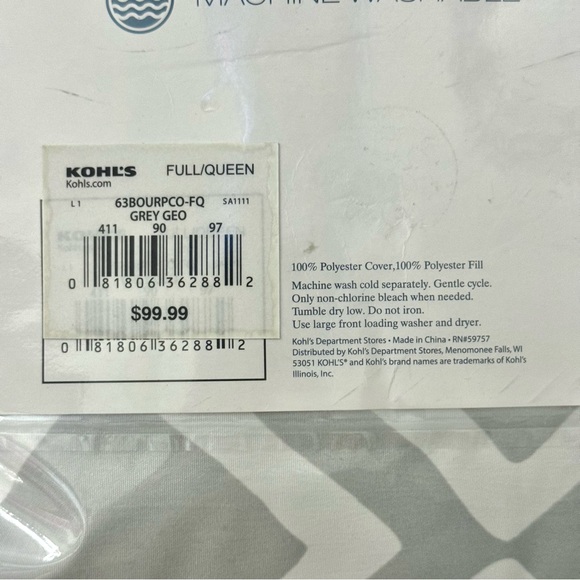 MACHINE WASHABLE
KOHL'S FULL/QUEEN
Kohls.com
L1 63BOURPCO-FQ SA1111
GREY GEO
411 90 97
0 81806 36288 2
$99.99
0 81806 36288 2
100% Polyester Cover,100% Polyester Fill
Machine wash cold separately. Gentle cycle.
Only non-chlorine bleach when needed.
Tumble dry low. Do not iron.
Use large front loading washer and dryer.
Kohl's Department Stores • Made in China • RN#59757
Distributed by Kohl's Department Stores, Menomonee Falls, WI
53051 KOHL'S® and Kohl's brand names are trademarks of Kohl's
Illinois, Inc.